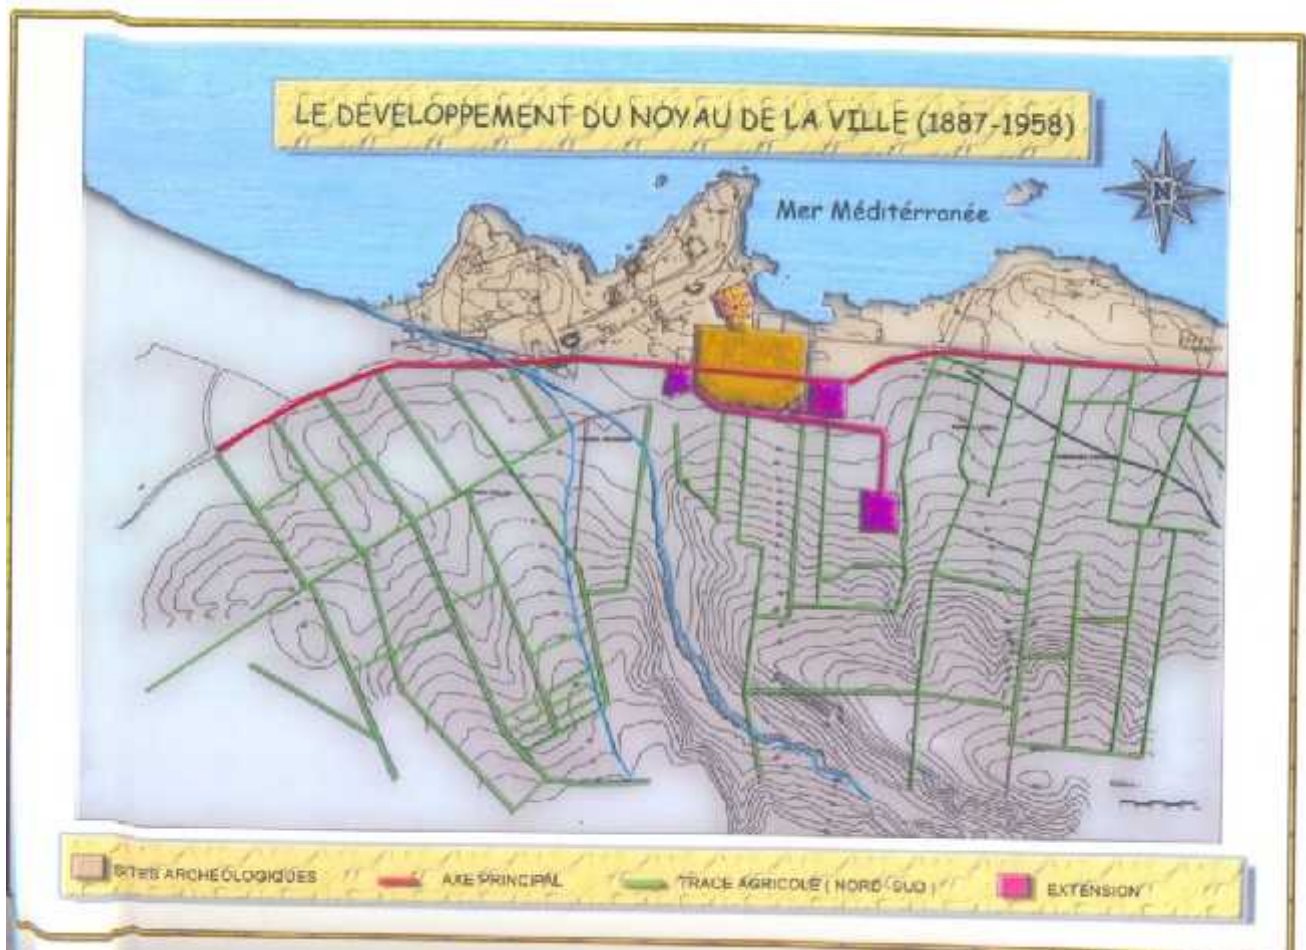 LE DEVELOPPEMENT DU NOYAU DE LA VILLE (1887-1958)
N
Mer Méditérranée
SITES ARCHEOLOGIQUES
AXE PRINCIPAL
TRACE AGRICOLE ( NORD-SUD )
EXTENSION